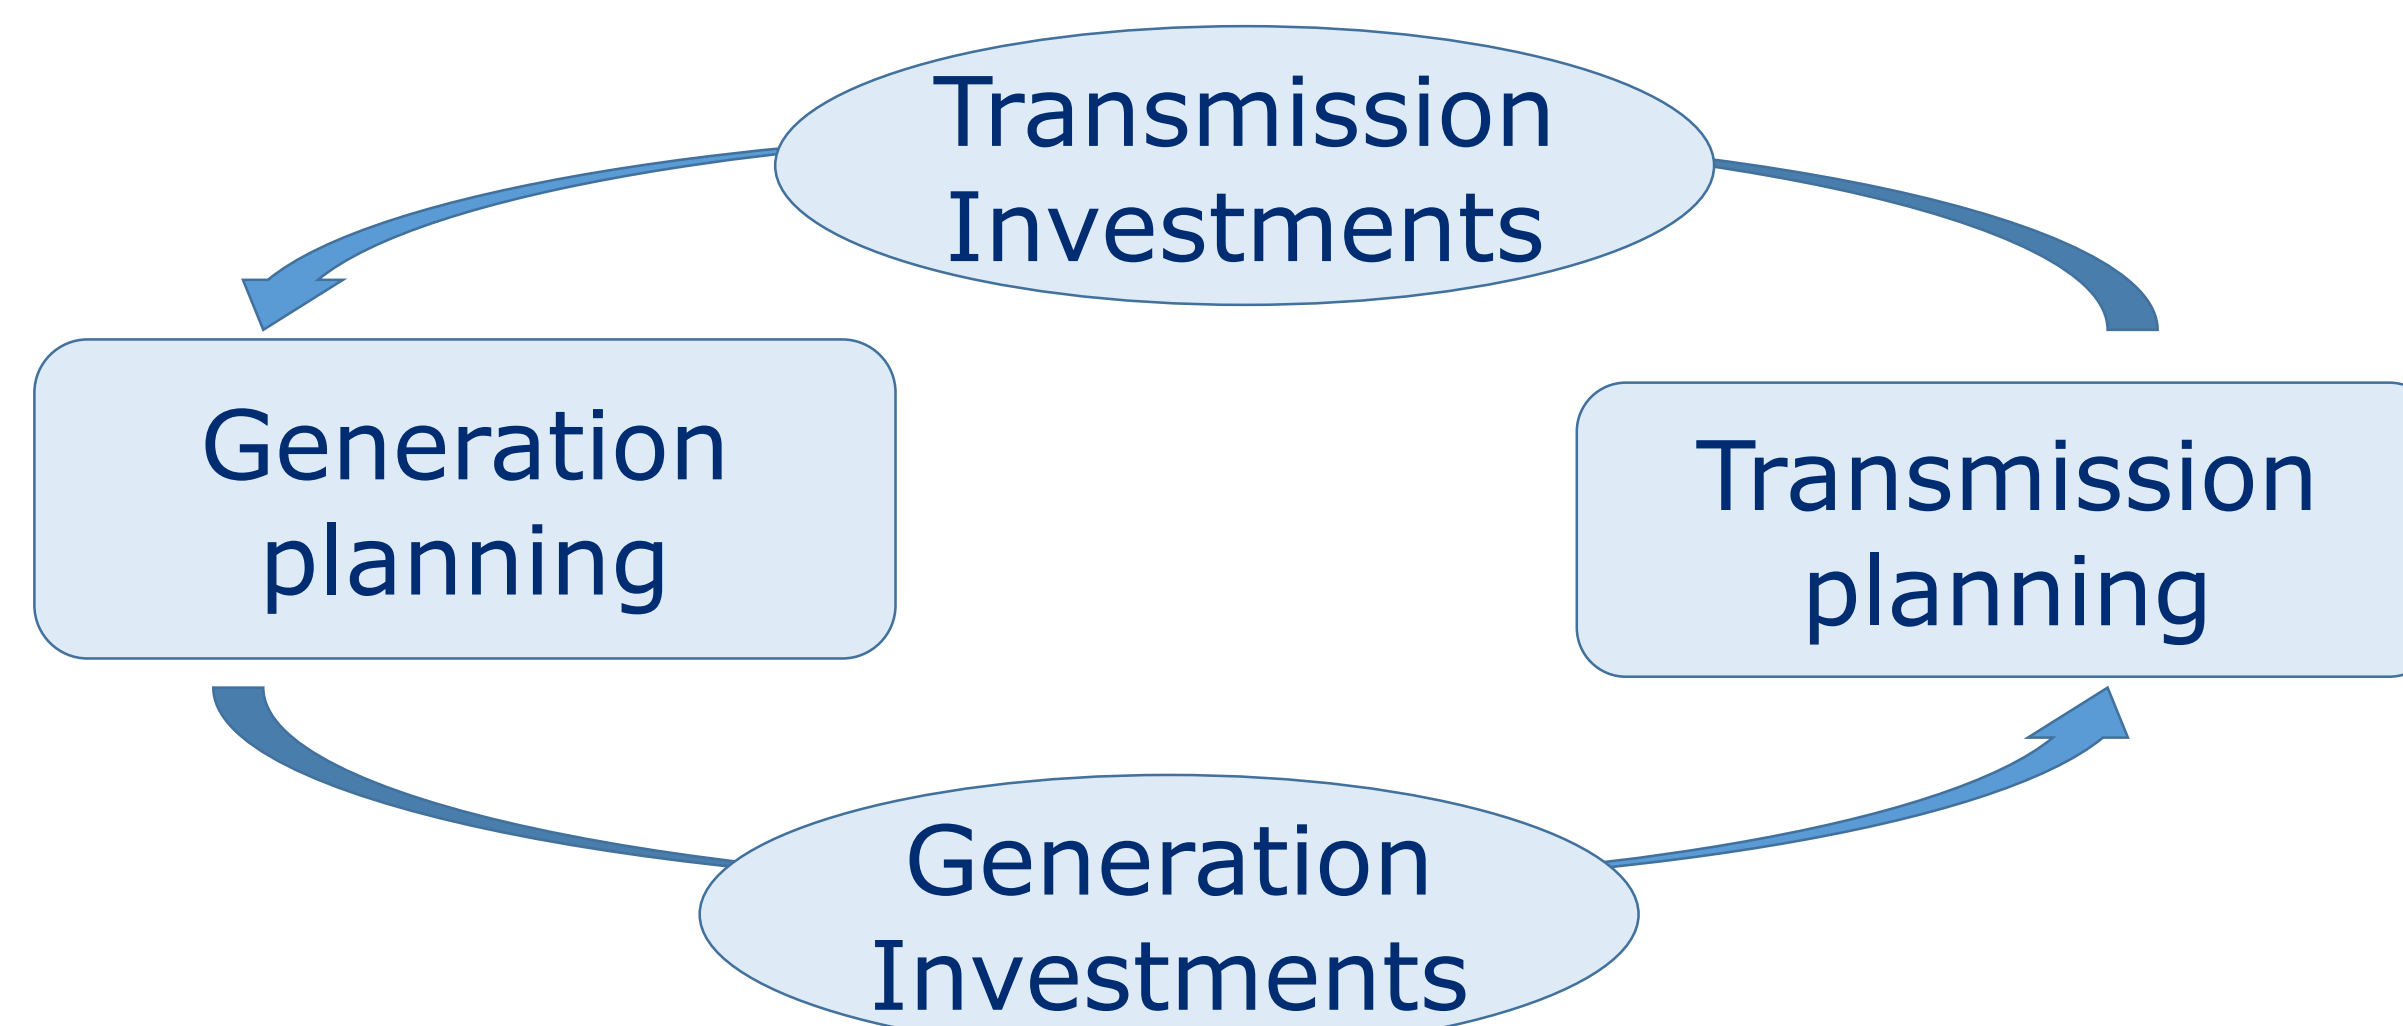 Transmission
Investments
Generation
planning
Transmission
planning
Generation
Investments